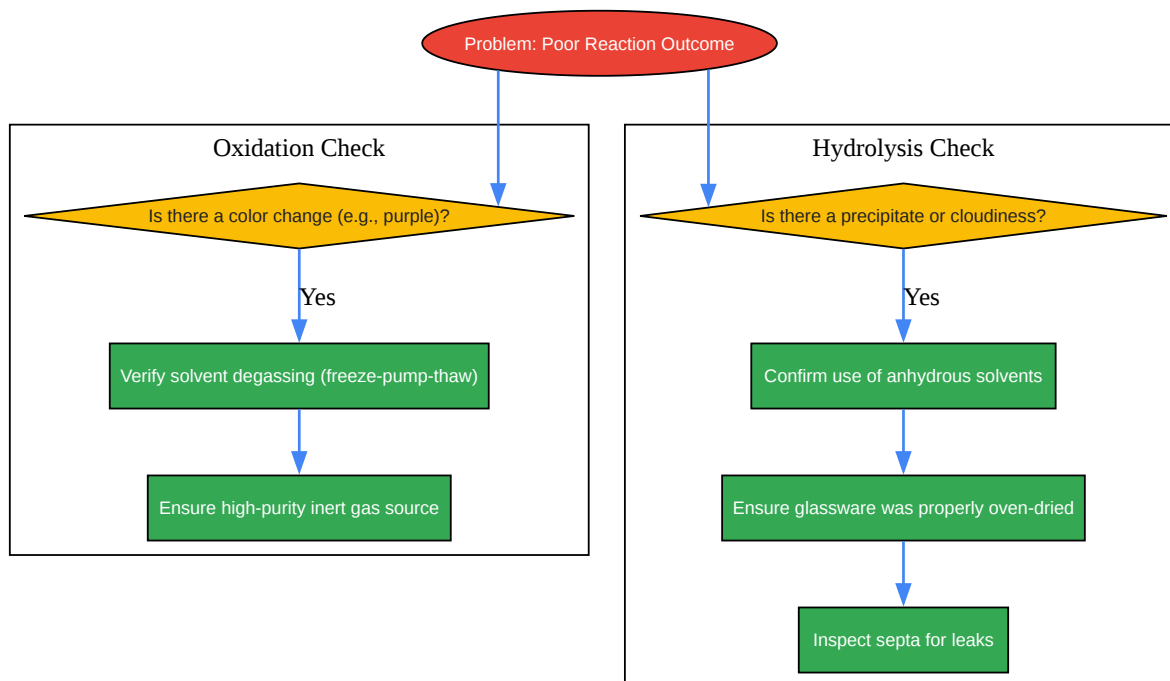 Problem: Poor Reaction Outcome
Oxidation Check
Is there a color change (e.g., purple)?
Yes
Verify solvent degassing (freeze-pump-thaw)
Ensure high-purity inert gas source
Hydrolysis Check
Is there a precipitate or cloudiness?
Yes
Confirm use of anhydrous solvents
Ensure glassware was properly oven-dried
Inspect septa for leaks